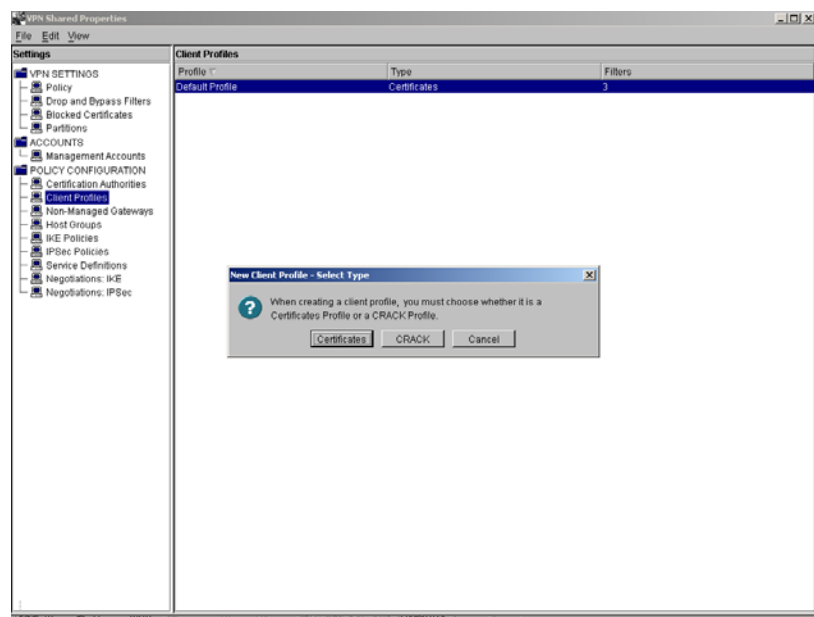 VPN Shared Properties
File Edit View
Settings
Client Profiles
VPN SETTINGS
Policy
Drop and Bypass Filters
Blocked Certificates
Partitions
ACCOUNTS
Management Accounts
POLICY CONFIGURATION
Certification Authorities
Client Profiles
Non-Managed Gateways
Host Groups
IKE Policies
IPSec Policies
Service Definitions
Negotiations: IKE
Negotiations: IPSec
Profile Type Filters
Default Profile Certificates 3
New Client Profile - Select Type
When creating a client profile, you must choose whether it is a
Certificates Profile or a CRACK Profile.
Certificates CRACK Cancel